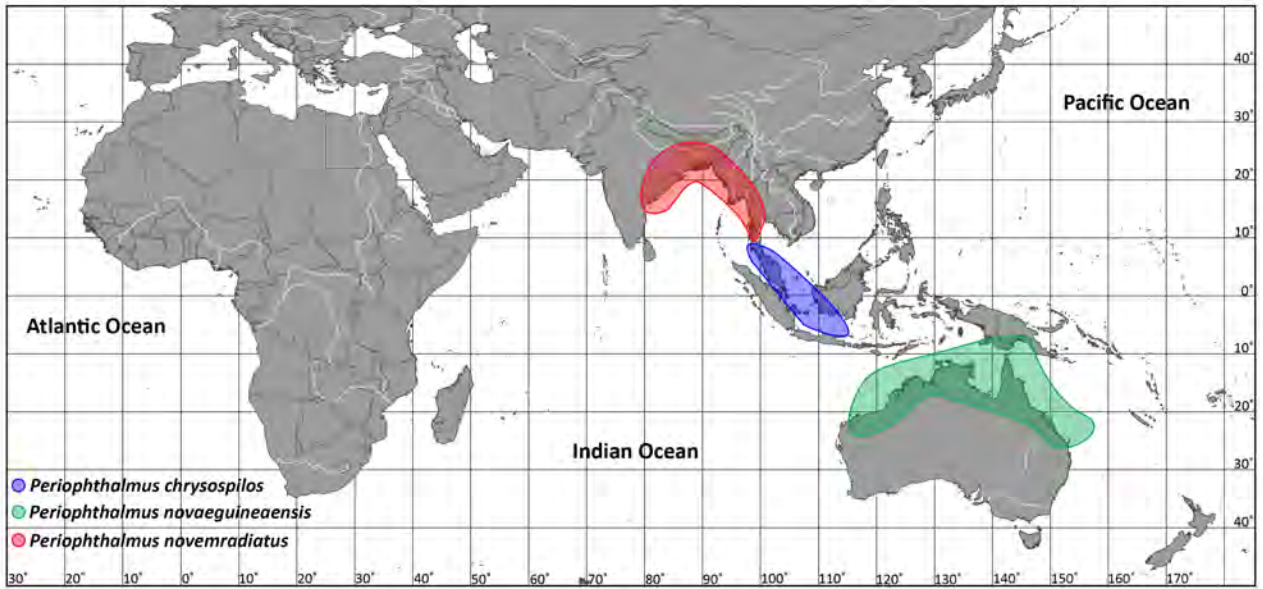 40˚
Pacific Ocean
30˚
20˚
10˚
0˚
Atlantic Ocean
10˚
20˚
Indian Ocean
30˚
Periophthalmus chrysospilos
Periophthalmus novaeguineaensis
40˚
Periophthalmus novemradiatus
30˚ 20˚ 10˚ 0˚ 10˚ 20˚ 30˚ 40˚ 50˚ 60˚ 70˚ 80˚ 90˚ 100˚ 110˚ 120˚ 130˚ 140˚ 150˚ 160˚ 170˚